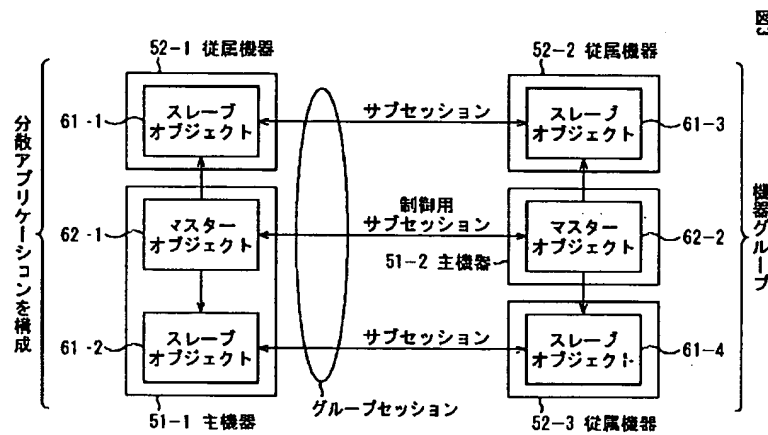 図3
52-1 従属機器
52-2 従属機器
分散アプリケーションを構成
61-1
スレーブ
オブジェクト
サブセッション
スレーブ
オブジェクト
61-3
62-1
マスター
オブジェクト
制御用
サブセッション
マスター
オブジェクト
62-2
51-2 主機器
機器グループ
61-2
スレーブ
オブジェクト
サブセッション
スレーブ
オブジェクト
61-4
51-1 主機器
グループセッション
52-3 従属機器